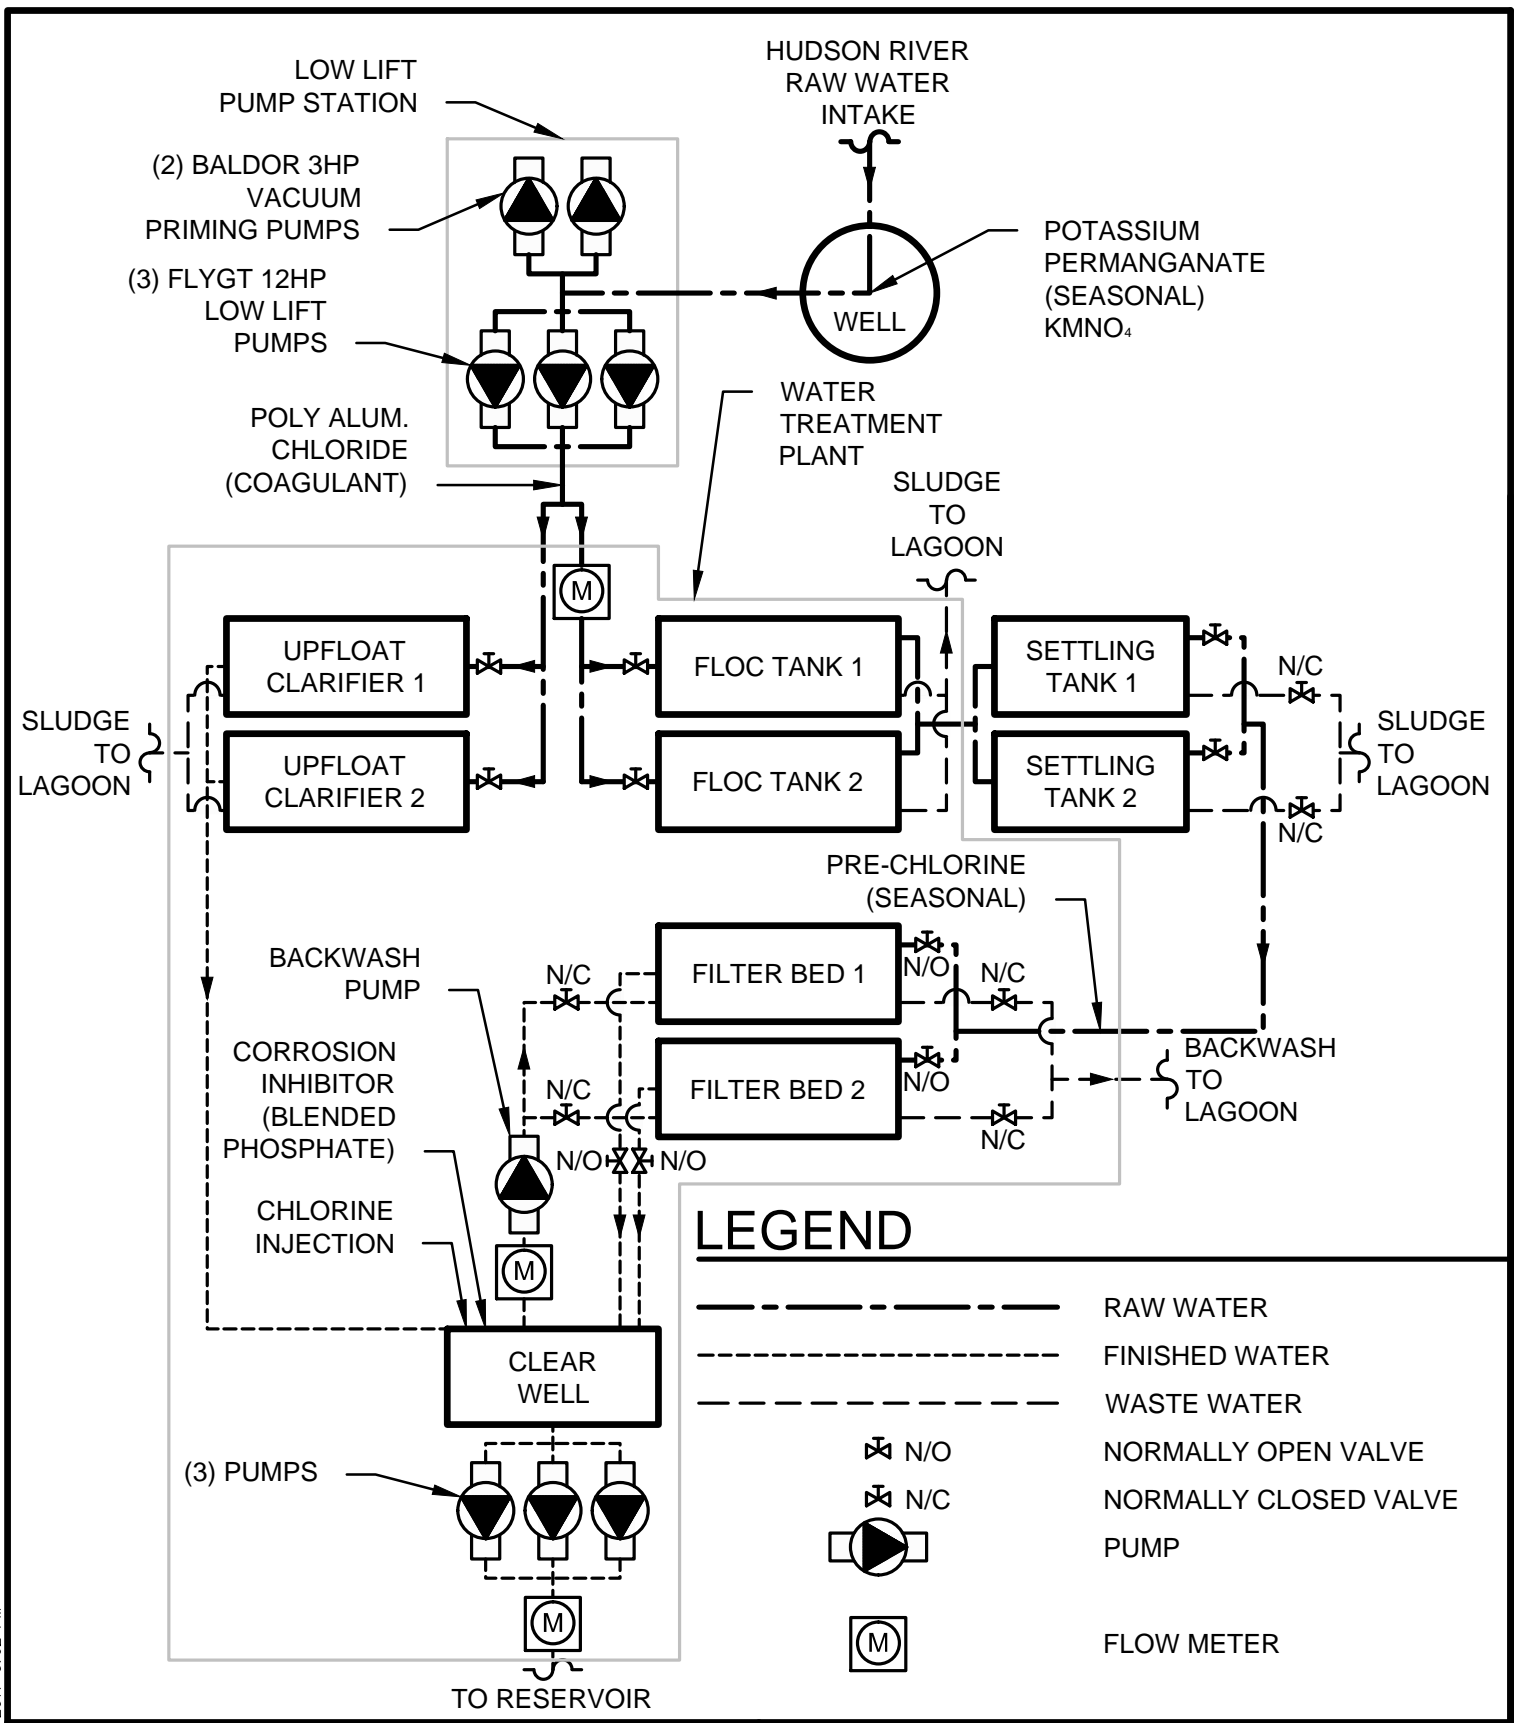 LOW LIFT
PUMP STATION
HUDSON RIVER
RAW WATER
INTAKE
(2) BALDOR 3HP
VACUUM
PRIMING PUMPS
(3) FLYGT 12HP
LOW LIFT
PUMPS
WELL
POTASSIUM
PERMANGANATE
(SEASONAL)
KMNO₄
POLY ALUM.
CHLORIDE
(COAGULANT)
WATER
TREATMENT
PLANT
SLUDGE
TO
LAGOON
M
UPFLOAT
CLARIFIER 1
FLOC TANK 1
SETTLING
TANK 1
N/C
SLUDGE
TO
LAGOON
UPFLOAT
CLARIFIER 2
FLOC TANK 2
SETTLING
TANK 2
N/C
SLUDGE
TO
LAGOON
PRE-CHLORINE
(SEASONAL)
BACKWASH
PUMP
N/C
FILTER BED 1
N/O
N/C
CORROSION
INHIBITOR
(BLENDED
PHOSPHATE)
N/C
FILTER BED 2
N/O
N/C
BACKWASH
TO
LAGOON
N/O
N/O
CHLORINE
INJECTION
M
CLEAR
WELL
(3) PUMPS
M
TO RESERVOIR
LEGEND
RAW WATER
FINISHED WATER
WASTE WATER
N/O
NORMALLY OPEN VALVE
N/C
NORMALLY CLOSED VALVE
PUMP
M
FLOW METER